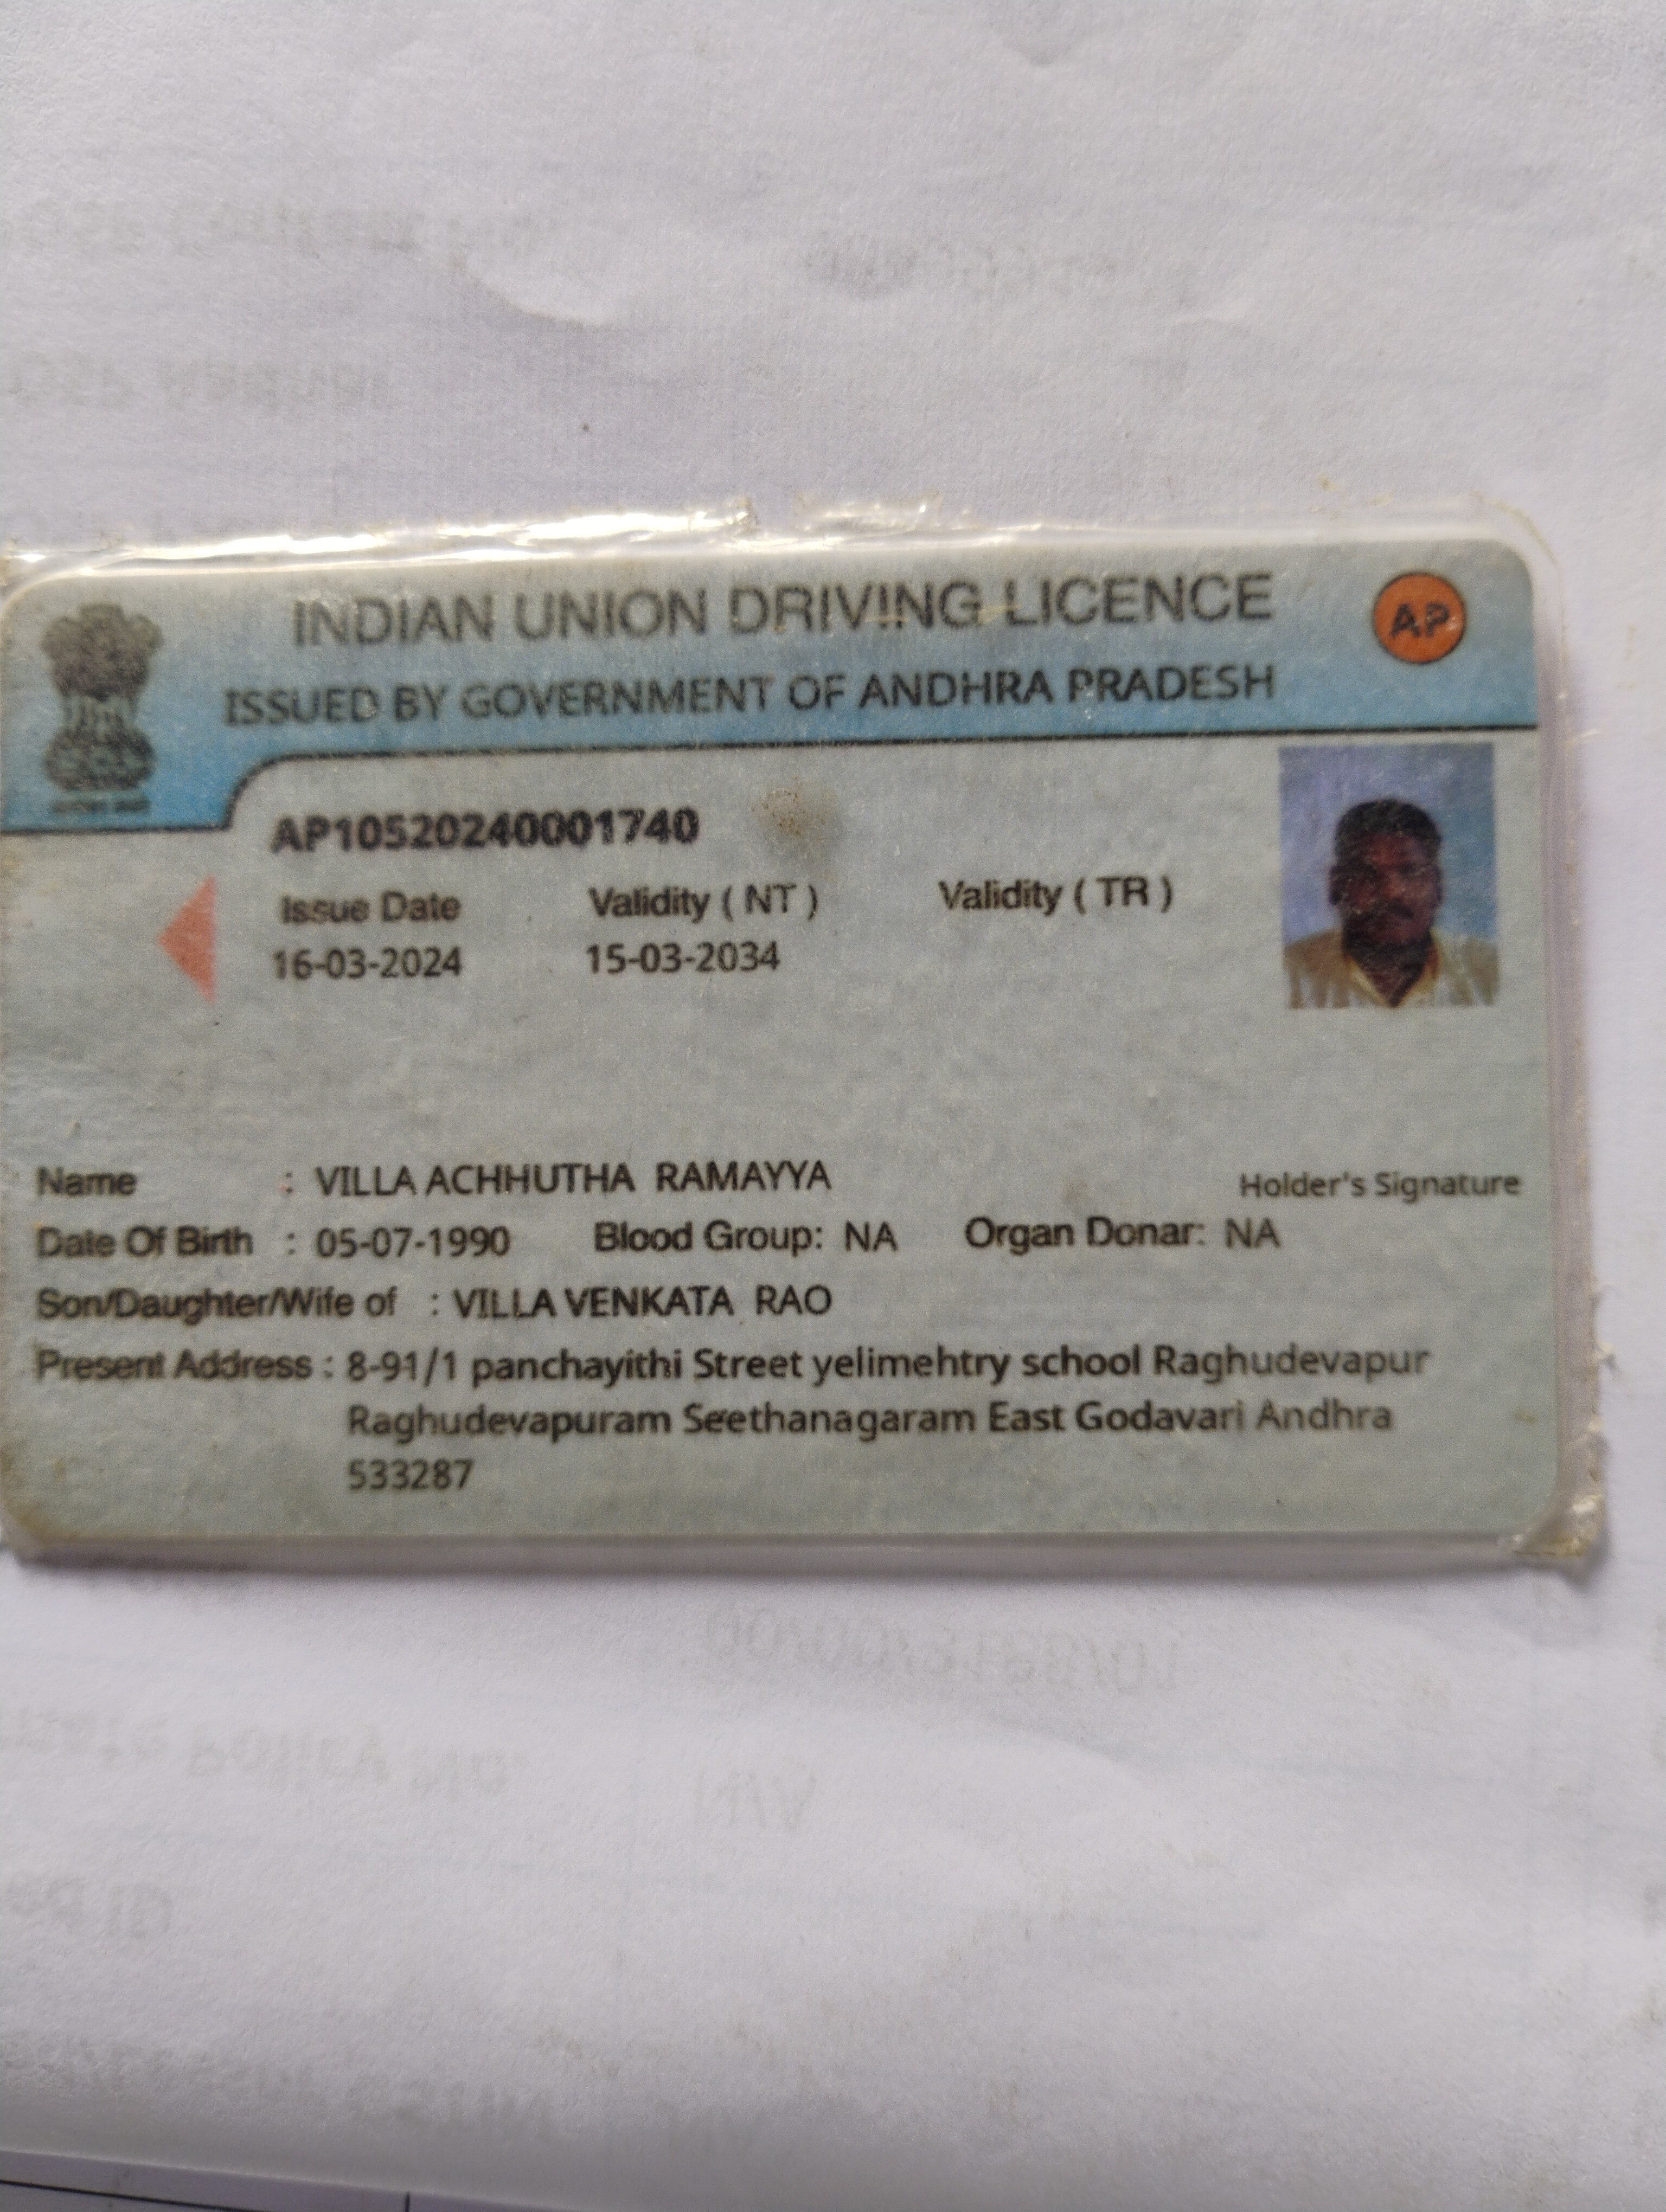 INDIAN UNION DRIVING LICENCE
AP
ISSUED BY GOVERNMENT OF ANDHRA PRADESH
AP10520240001740
Issue Date Validity ( NT ) Validity ( TR )
16-03-2024 15-03-2034
Name : VILLA ACHHUTHA RAMAYYA
Holder's Signature
Date Of Birth : 05-07-1990 Blood Group: NA Organ Donar: NA
Son/Daughter/Wife of : VILLA VENKATA RAO
Present Address : 8-91/1 panchayithi Street yelimehtry school Raghudevapur
Raghudevapuram Seethanagaram East Godavari Andhra
533287